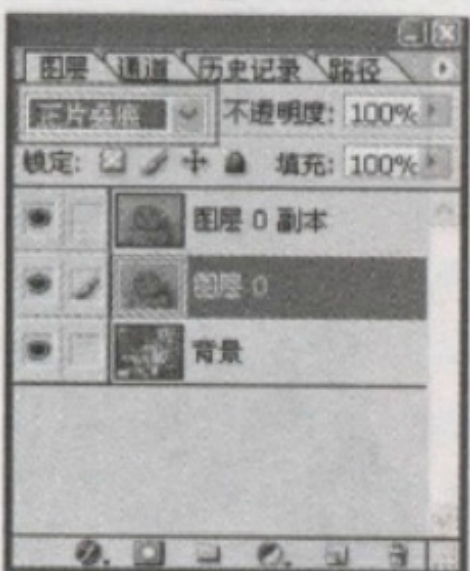 图层 通道 历史记录 路径
正片叠底 不透明度: 100%
锁定: 填充: 100%
图层 0 副本
图层 0
背景